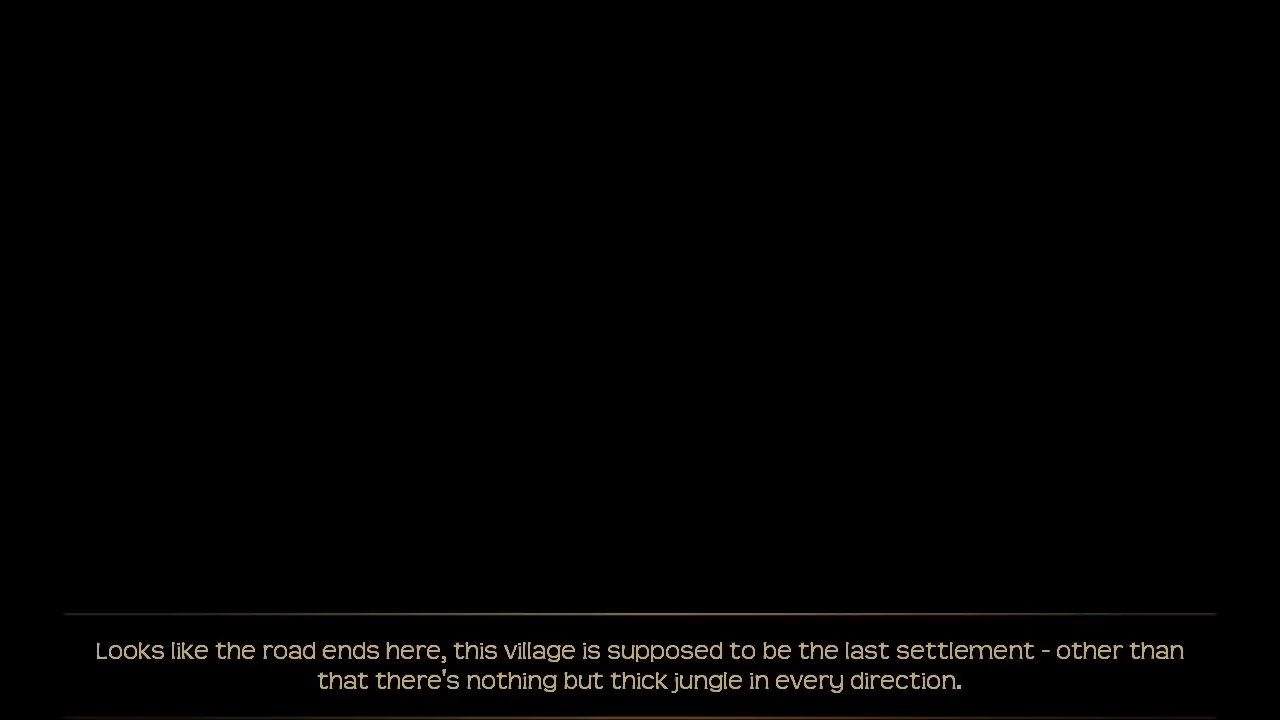 Looks like the road ends here, this village is supposed to be the last settlement - other than
that there's nothing but thick jungle in every direction.